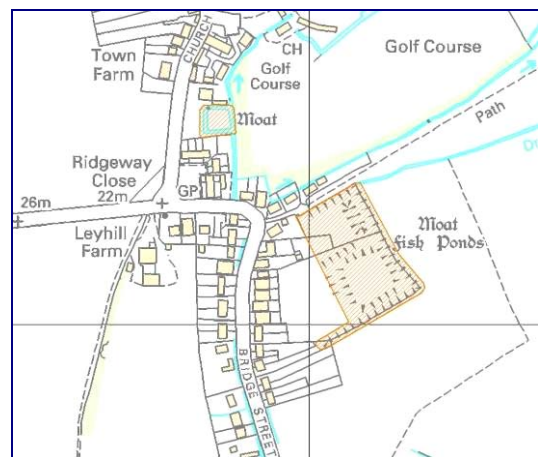 Town
Farm
CHURCH
CH
Golf
Course
Golf Course
Moat
Path
Ridgeway
Close
GP
26m
22m
Leyhill
Farm
Moat
Fish Ponds
BRIDGE STREET